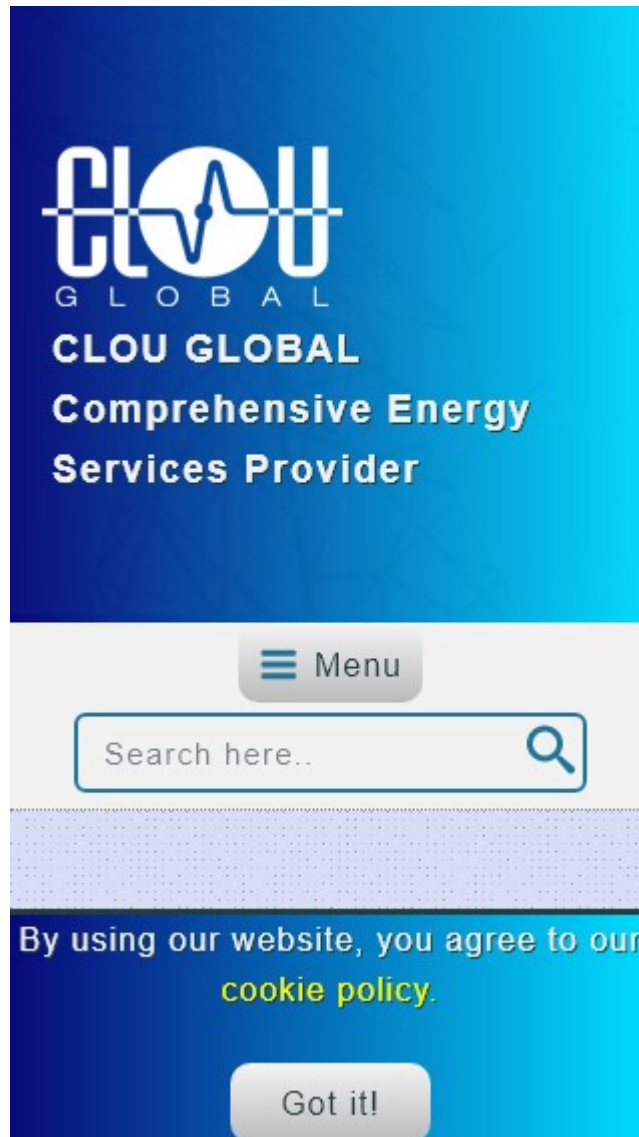 CLOU
GLOBAL
CLOU GLOBAL
Comprehensive Energy
Services Provider
Menu
Search here..
By using our website, you agree to our
cookie policy.
Got it!